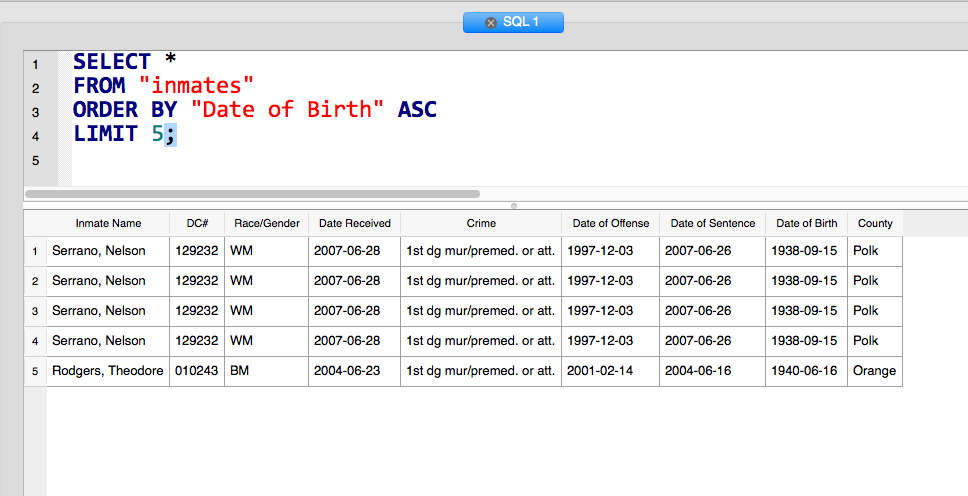 SQL 1
1 SELECT *
2 FROM "inmates"
3 ORDER BY "Date of Birth" ASC
4 LIMIT 5;
5
Inmate Name DC# Race/Gender Date Received Crime Date of Offense Date of Sentence Date of Birth County
1 Serrano, Nelson 129232 WM 2007-06-28 1st dg mur/premed. or att. 1997-12-03 2007-06-26 1938-09-15 Polk
2 Serrano, Nelson 129232 WM 2007-06-28 1st dg mur/premed. or att. 1997-12-03 2007-06-26 1938-09-15 Polk
3 Serrano, Nelson 129232 WM 2007-06-28 1st dg mur/premed. or att. 1997-12-03 2007-06-26 1938-09-15 Polk
4 Serrano, Nelson 129232 WM 2007-06-28 1st dg mur/premed. or att. 1997-12-03 2007-06-26 1938-09-15 Polk
5 Rodgers, Theodore 010243 BM 2004-06-23 1st dg mur/premed. or att. 2001-02-14 2004-06-16 1940-06-16 Orange